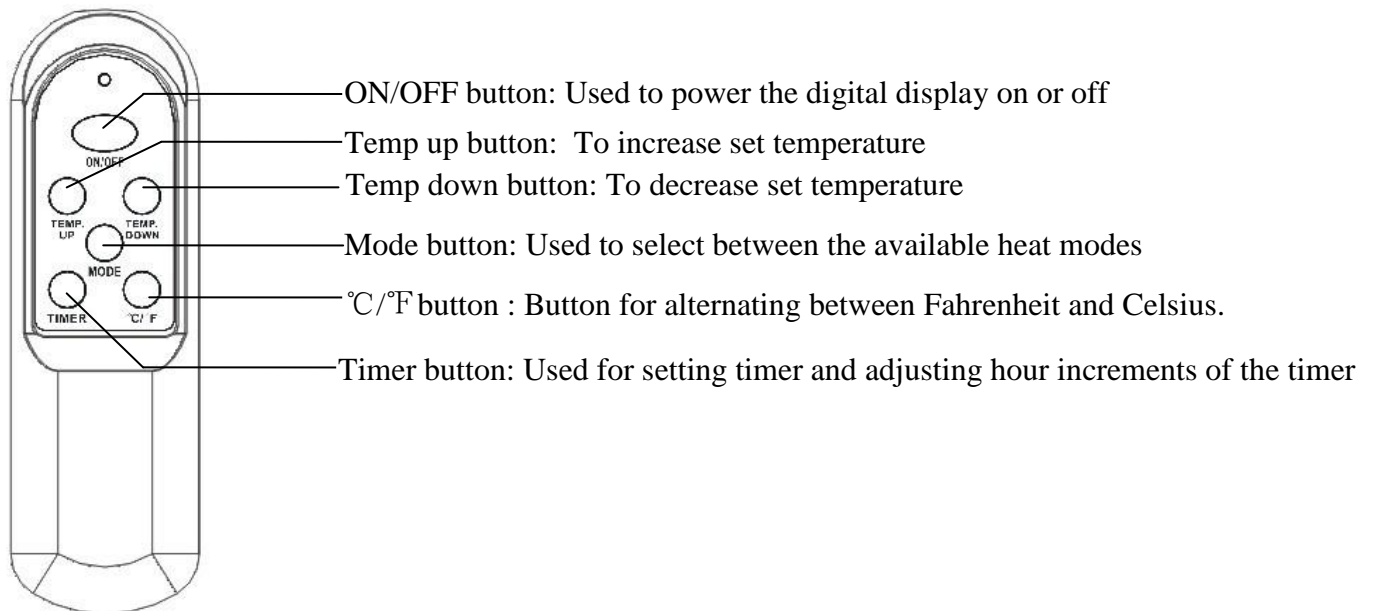 ON/OFF button: Used to power the digital display on or off
Temp up button: To increase set temperature
Temp down button: To decrease set temperature
Mode button: Used to select between the available heat modes
℃/℉ button : Button for alternating between Fahrenheit and Celsius.
Timer button: Used for setting timer and adjusting hour increments of the timer
ON/OFF
TEMP. UP
TEMP. DOWN
MODE
TIMER
°C/°F